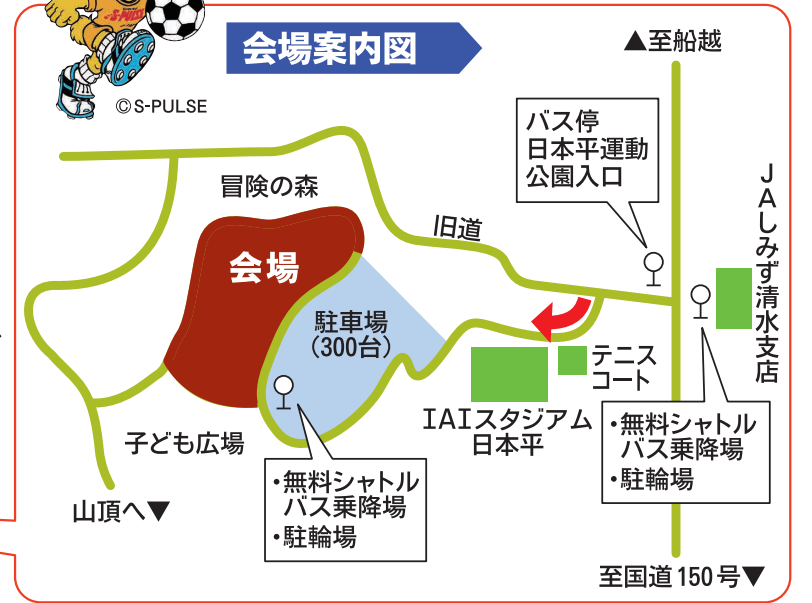 S-PULSE
会場案内図
©S-PULSE
▲至船越
バス停
日本平運動
公園入口
冒険の森
旧道
会場
駐車場
(300台)
JAしみず清水支店
テニス
コート
IAIスタジアム
日本平
子ども広場
・無料シャトル
バス乗降場
・駐輪場
・無料シャトル
バス乗降場
・駐輪場
山頂へ▼
至国道150号▼